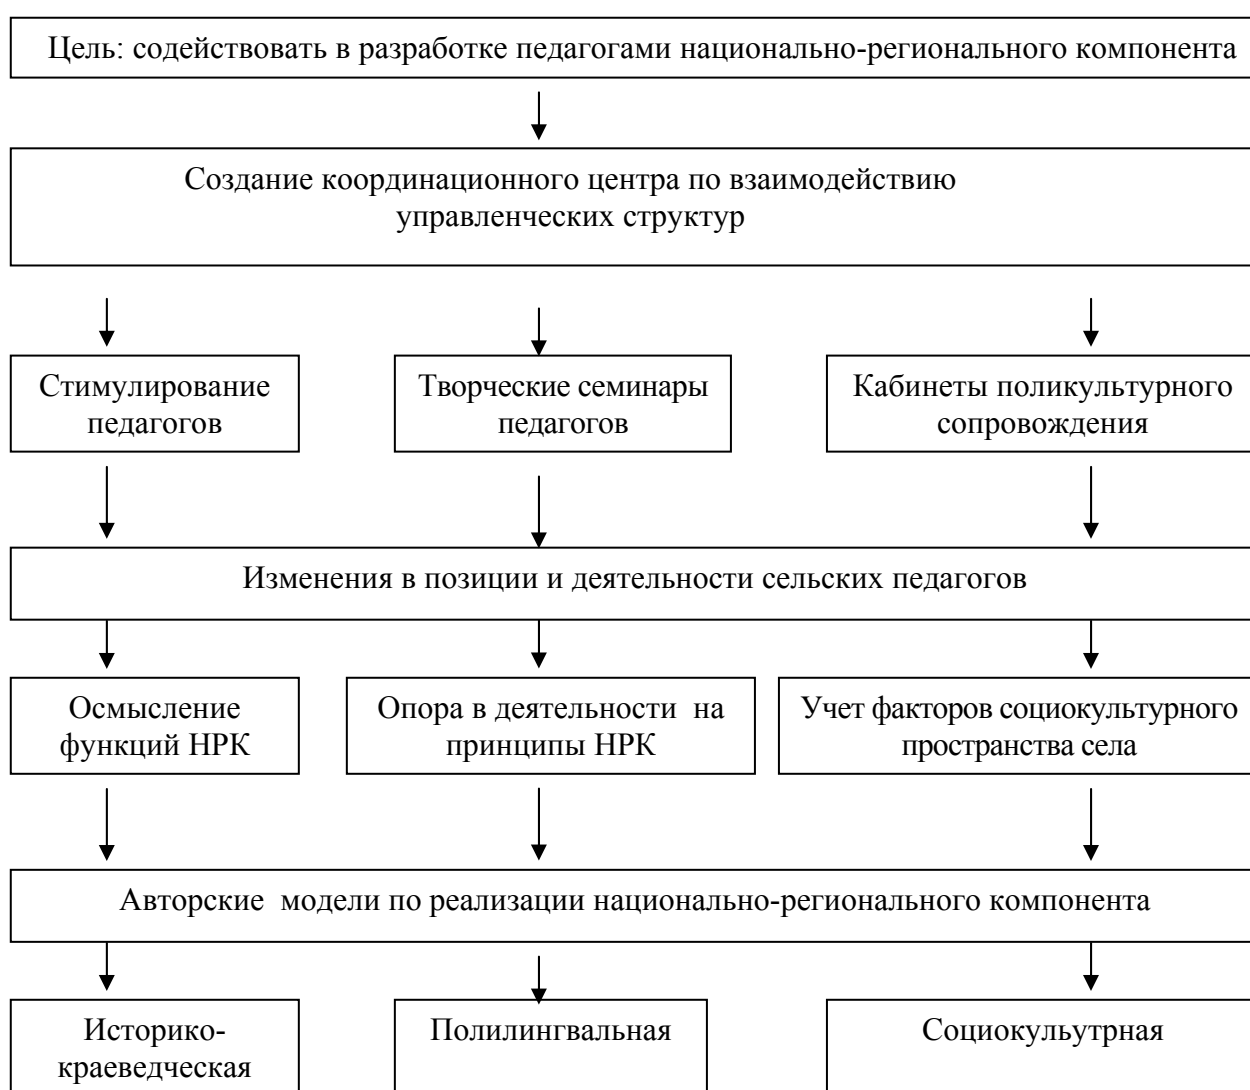 Цель: содействовать в разработке педагогами национально-регионального компонента
Создание координационного центра по взаимодействию
управленческих структур
Стимулирование
педагогов
Творческие семинары
педагогов
Кабинеты поликультурного
сопровождения
Изменения в позиции и деятельности сельских педагогов
Осмысление
функций НРК
Опора в деятельности на
принципы НРК
Учет факторов социокультурного
пространства села
Авторские модели по реализации национально-регионального компонента
Историко-
краеведческая
Полилингвальная
Социокульутрная